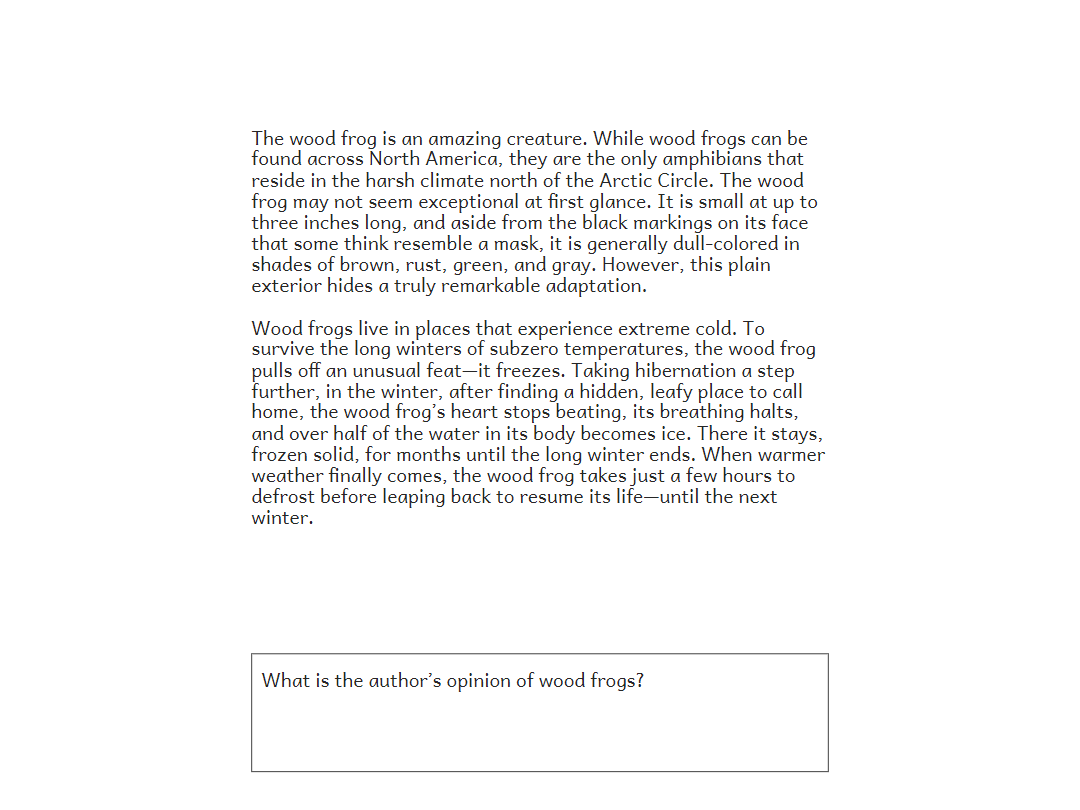 The wood frog is an amazing creature. While wood frogs can be
found across North America, they are the only amphibians that
reside in the harsh climate north of the Arctic Circle. The wood
frog may not seem exceptional at first glance. It is small at up to
three inches long, and aside from the black markings on its face
that some think resemble a mask, it is generally dull-colored in
shades of brown, rust, green, and gray. However, this plain
exterior hides a truly remarkable adaptation.
Wood frogs live in places that experience extreme cold. To
survive the long winters of subzero temperatures, the wood frog
pulls off an unusual feat—it freezes. Taking hibernation a step
further, in the winter, after finding a hidden, leafy place to call
home, the wood frog’s heart stops beating, its breathing halts,
and over half of the water in its body becomes ice. There it stays,
frozen solid, for months until the long winter ends. When warmer
weather finally comes, the wood frog takes just a few hours to
defrost before leaping back to resume its life—until the next
winter.
What is the author’s opinion of wood frogs?